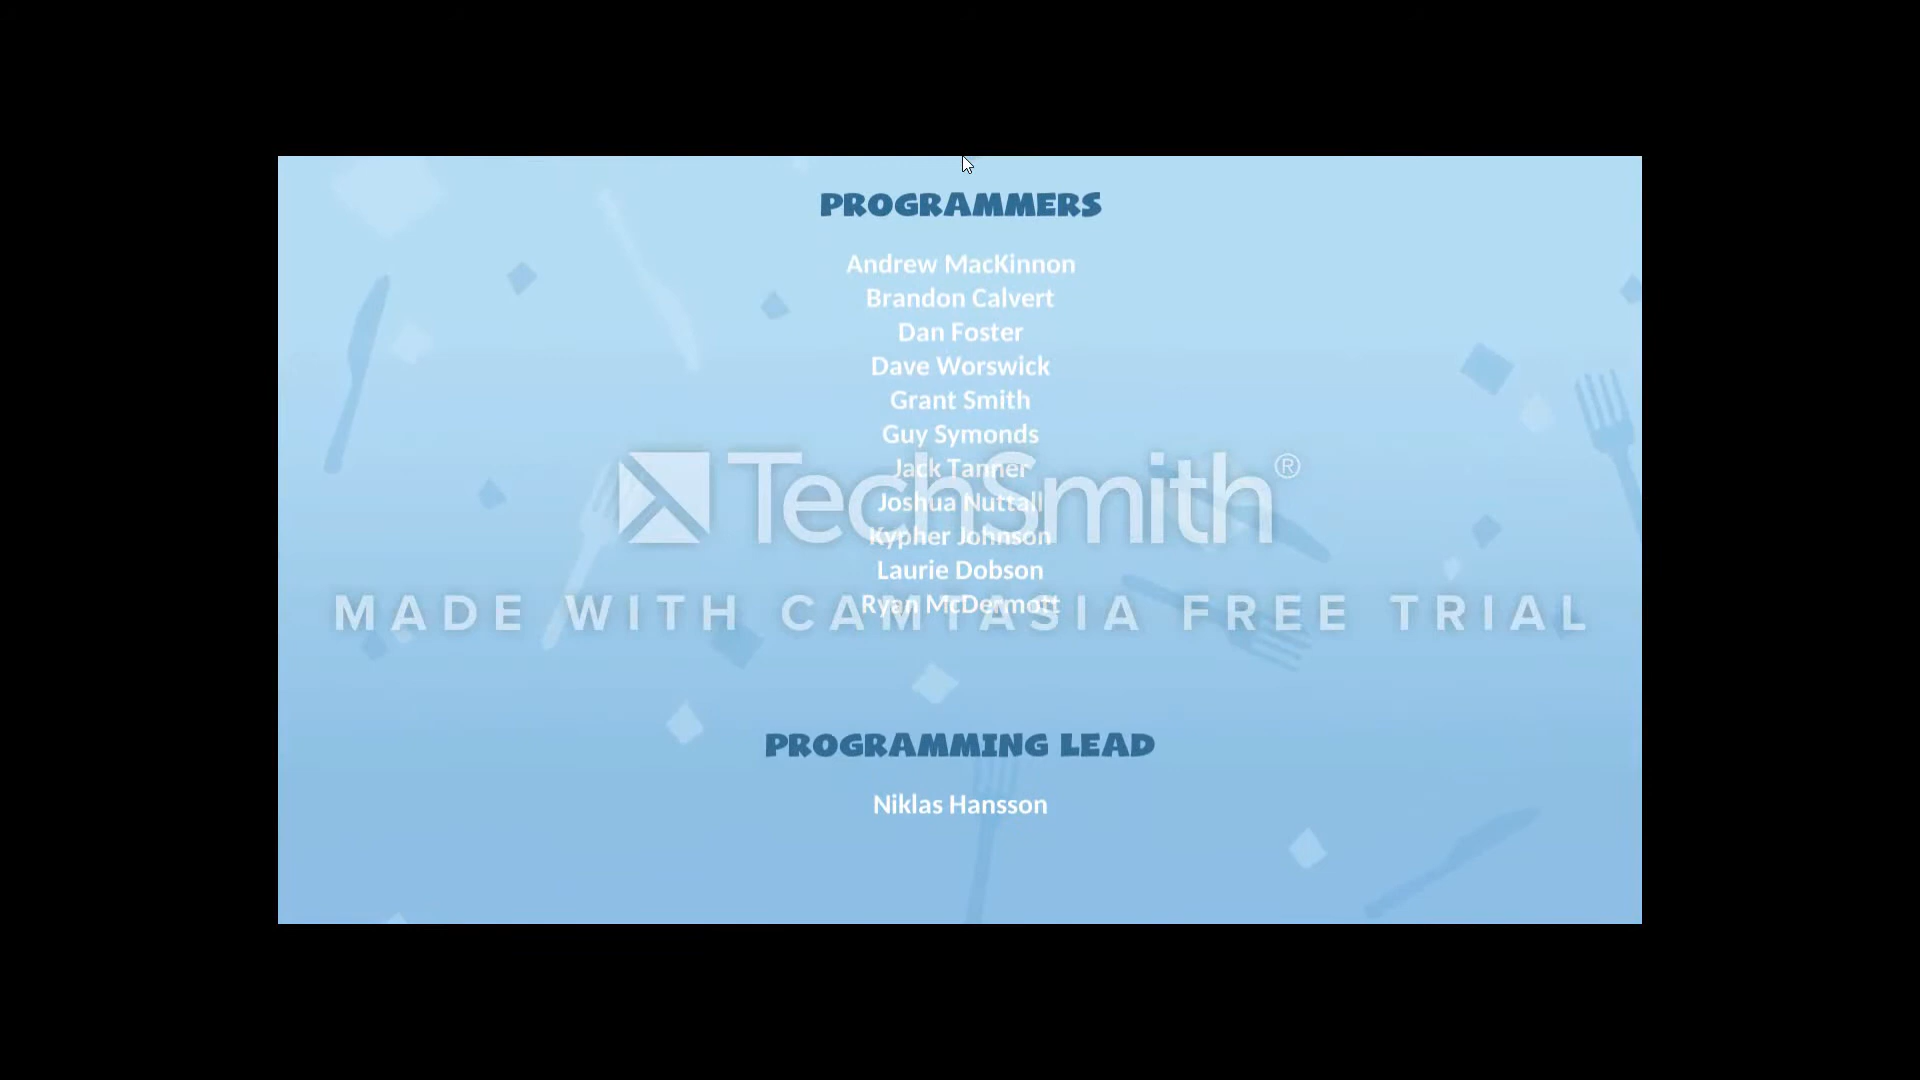 PROGRAMMERS
Andrew MacKinnon
Brandon Calvert
Dan Foster
Dave Worswick
Grant Smith
Guy Symonds
Jack Tanner
TechSmith®
Joshua Nuttall
Kypher Johnson
Laurie Dobson
Ryan McDermott
MADE WITH CAMTASIA FREE TRIAL
PROGRAMMING LEAD
Niklas Hansson